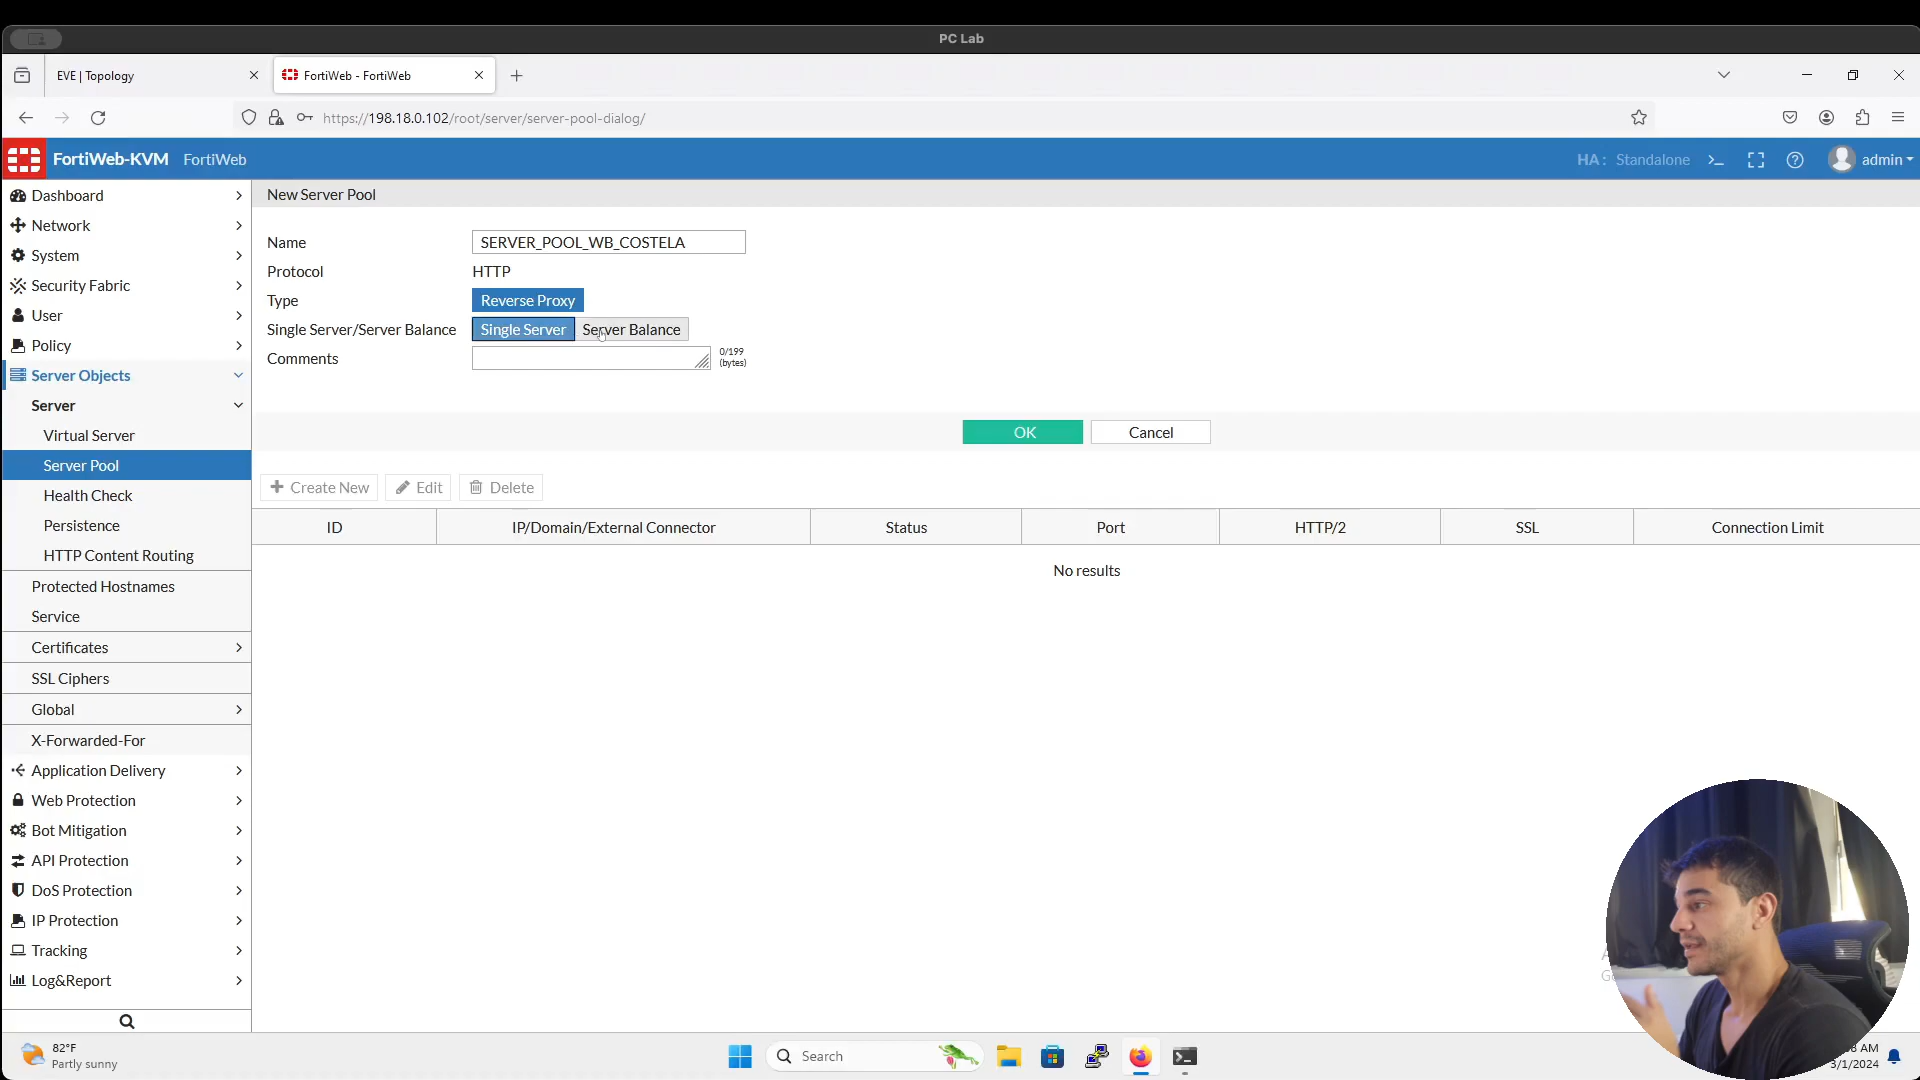 PC Lab
EVE | Topology
FortiWeb - FortiWeb
https://198.18.0.102/root/server/server-pool-dialog/
FortiWeb-KVM FortiWeb
HA: Standalone
admin
Dashboard
Network
System
Security Fabric
User
Policy
Server Objects
Server
Virtual Server
Server Pool
Health Check
Persistence
HTTP Content Routing
Protected Hostnames
Service
Certificates
SSL Ciphers
Global
X-Forwarded-For
Application Delivery
Web Protection
Bot Mitigation
API Protection
DoS Protection
IP Protection
Tracking
Log&Report
New Server Pool
Name SERVER_POOL_WB_COSTELA
Protocol HTTP
Type Reverse Proxy
Single Server/Server Balance Single Server Server Balance
Comments 0/199
(bytes)
OK Cancel
Create New Edit Delete
ID IP/Domain/External Connector Status Port HTTP/2 SSL Connection Limit
No results
82°F
Partly sunny
Search
AM
3/1/2024